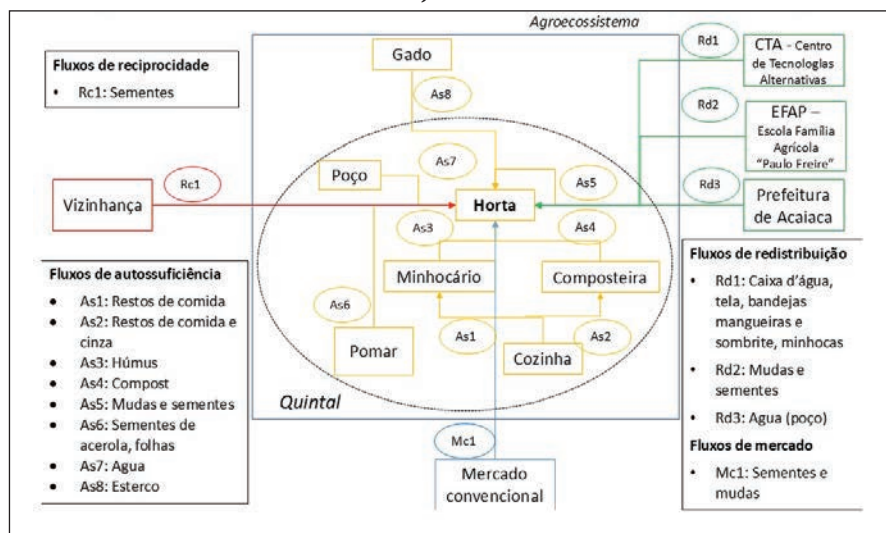 Agroecossistema
Fluxos de reciprocidade
• Rc1: Sementes
Gado
As8
Rd1
CTA - Centro
de Tecnologias
Alternativas
Rd2
EFAP –
Escola Família
Agrícola
"Paulo Freire"
Rd3
Prefeitura
de Acaiaca
Vizinhança
Rc1
Poço
As7
As5
Horta
As3
As4
Minhocário
Composteira
As6
As1
As2
Pomar
Cozinha
Quintal
Mc1
Mercado
convencional
Fluxos de autossuficiência
• As1: Restos de comida
• As2: Restos de comida e
cinza
• As3: Húmus
• As4: Compost
• As5: Mudas e sementes
• As6: Sementes de
acerola, folhas
• As7: Agua
• As8: Esterco
Fluxos de redistribuição
• Rd1: Caixa d'água,
tela, bandejas
mangueiras e
sombrite, minhocas
• Rd2: Mudas e
sementes
• Rd3: Agua (poço)
Fluxos de mercado
• Mc1: Sementes e
mudas